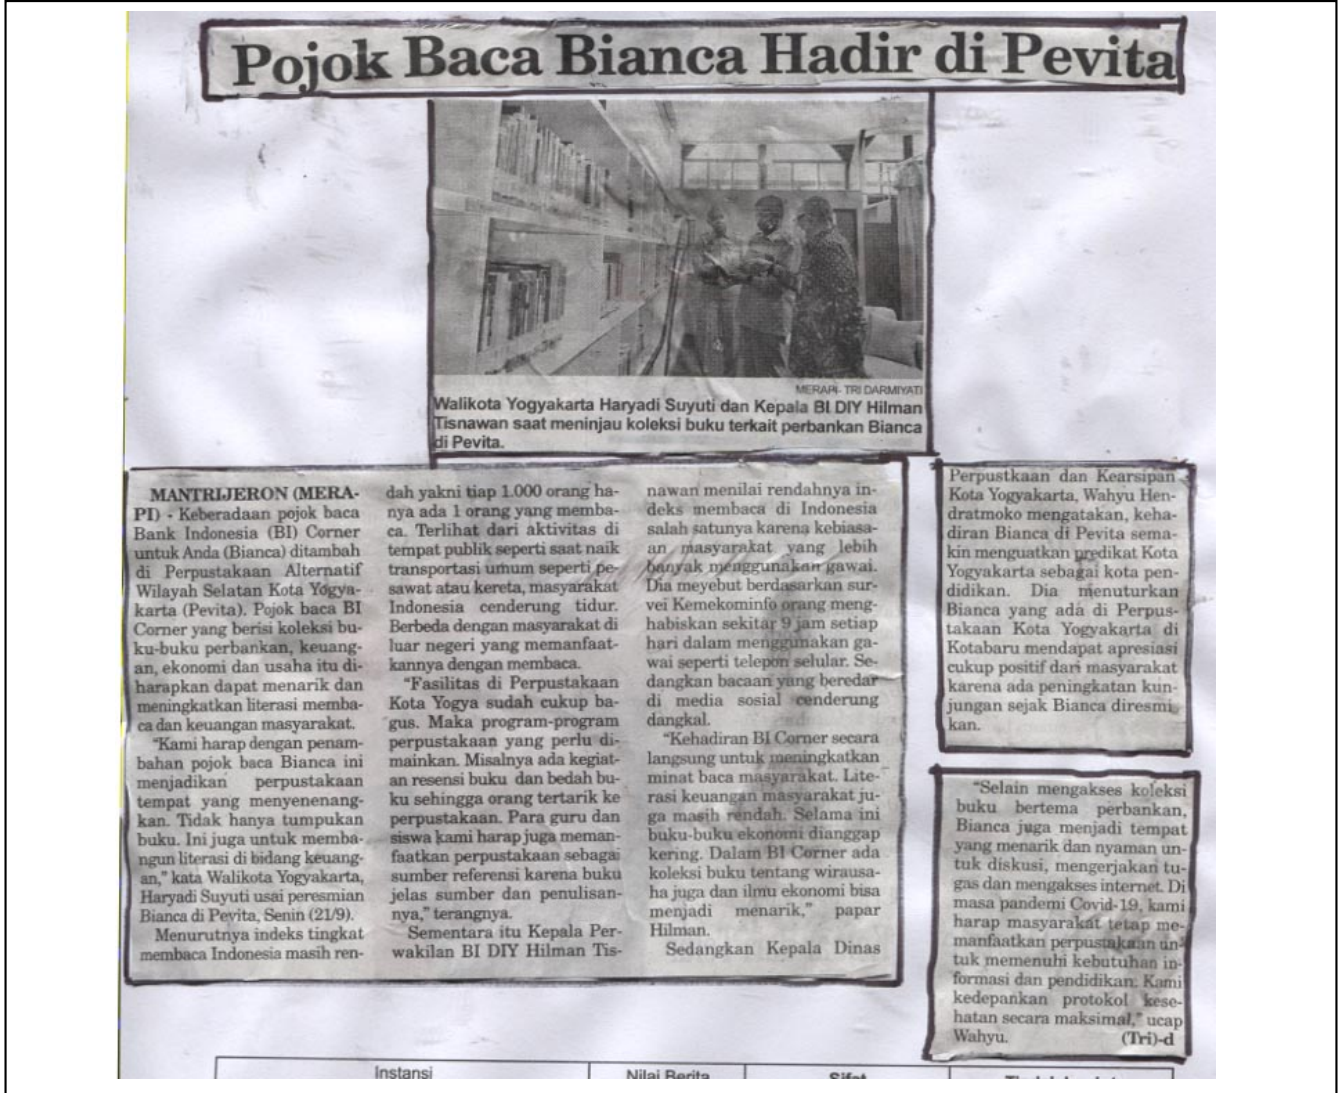 Pojok Baca Bianca Hadir di Pevita
MERAPI- TRI DARMIYATI
Walikota Yogyakarta Haryadi Suyuti dan Kepala BI DIY Hilman
Tisnawan saat meninjau koleksi buku terkait perbankan Bianca
di Pevita.
MANTRIJERON (MERA-
PI) - Keberadaan pojok baca
Bank Indonesia (BI) Corner
untuk Anda (Bianca) ditambah
di Perpustakaan Alternatif
Wilayah Selatan Kota Yogya-
karta (Pevita). Pojok baca BI
Corner yang berisi koleksi bu-
ku-buku perbankan, keuang-
an, ekonomi dan usaha itu di-
harapkan dapat menarik dan
meningkatkan literasi memba-
ca dan keuangan masyarakat.
"Kami harap dengan penam-
bahan pojok baca Bianca ini
menjadikan perpustakaan
tempat yang menyenenang-
kan. Tidak hanya tumpukan
buku. Ini juga untuk memba-
ngun literasi di bidang keuang-
an," kata Walikota Yogyakarta,
Haryadi Suyuti usai peresmian
Bianca di Pevita, Senin (21/9).
Menurutnya indeks tingkat
membaca Indonesia masih ren-
dah yakni tiap 1.000 orang ha-
nya ada 1 orang yang memba-
ca. Terlihat dari aktivitas di
tempat publik seperti saat naik
transportasi umum seperti pe-
sawat atau kereta, masyarakat
Indonesia cenderung tidur.
Berbeda dengan masyarakat di
luar negeri yang memanfaat-
kannya dengan membaca.
"Fasilitas di Perpustakaan
Kota Yogya sudah cukup ba-
gus. Maka program-program
perpustakaan yang perlu di-
mainkan. Misalnya ada kegiat-
an resensi buku dan bedah bu-
ku sehingga orang tertarik ke
perpustakaan. Para guru dan
siswa kami harap juga meman-
faatkan perpustakaan sebagai
sumber referensi karena buku
jelas sumber dan penulisan-
nya," terangnya.
Sementara itu Kepala Per-
wakilan BI DIY Hilman Tis-
nawan menilai rendahnya in-
deks membaca di Indonesia
salah satunya karena kebiasa-
an masyarakat yang lebih
banyak menggunakan gawai.
Dia meyebut berdasarkan sur-
vei Kemekominfo orang meng-
habiskan sekitar 9 jam setiap
hari dalam menggunakan ga-
wai seperti telepon selular. Se-
dangkan bacaan yang beredar
di media sosial cenderung
dangkal.
"Kehadiran BI Corner secara
langsung untuk meningkatkan
minat baca masyarakat. Lite-
rasi keuangan masyarakat ju-
ga masih rendah. Selama ini
buku-buku ekonomi dianggap
kering. Dalam BI Corner ada
koleksi buku tentang wirausa-
ha juga dan ilmu ekonomi bisa
menjadi menarik," papar
Hilman.
Sedangkan Kepala Dinas
Perpustkaan dan Kearsipan
Kota Yogyakarta, Wahyu Hen-
dratmoko mengatakan, keha-
diran Bianca di Pevita sema-
kin menguatkan predikat Kota
Yogyakarta sebagai kota pen-
didikan. Dia menuturkan
Bianca yang ada di Perpus-
takaan Kota Yogyakarta di
Kotabaru mendapat apresiasi
cukup positif dari masyarakat
karena ada peningkatan kun-
jungan sejak Bianca diresmi
kan.
"Selain mengakses koleksi
buku bertema perbankan,
Bianca juga menjadi tempat
yang menarik dan nyaman un-
tuk diskusi, mengerjakan tu-
gas dan mengakses internet. Di
masa pandemi Covid-19, kami
harap masyarakat tetap me-
manfaatkan perpustakaan un-
tuk memenuhi kebutuhan in-
formasi dan pendidikan. Kami
kedepankan protokol kese-
hatan secara maksimal," ucap
Wahyu. (Tri)-d
Instansi
Nilai Berita
Sifat